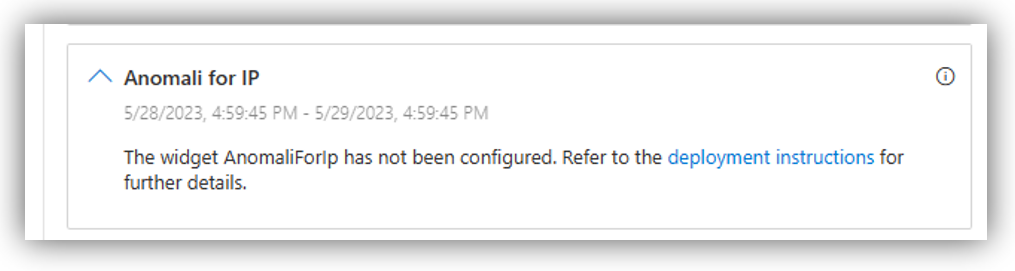 Anomali for IP
5/28/2023, 4:59:45 PM - 5/29/2023, 4:59:45 PM
The widget AnomaliForIp has not been configured. Refer to the deployment instructions for
further details.